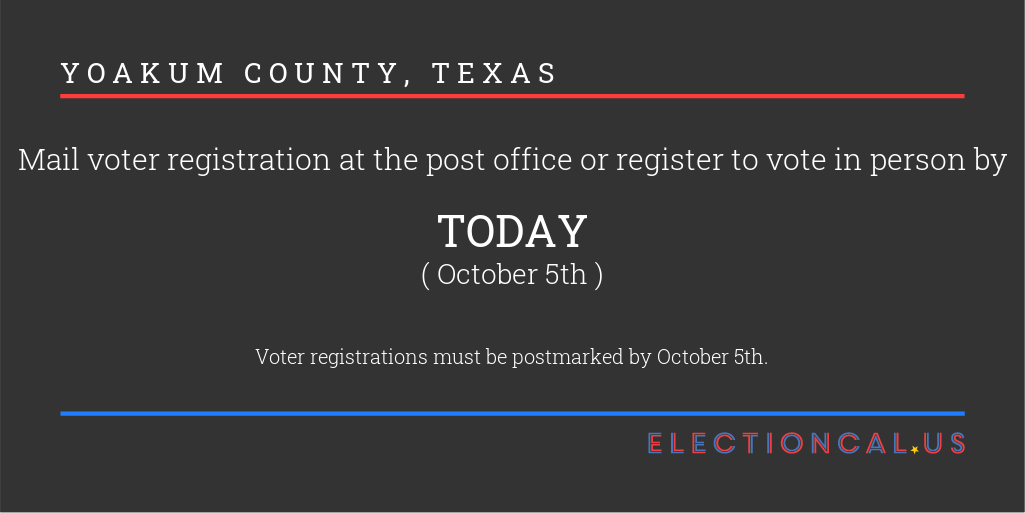 YOAKUM COUNTY, TEXAS
Mail voter registration at the post office or register to vote in person by
TODAY
( October 5th )
Voter registrations must be postmarked by October 5th.
ELECTIONCAL.US